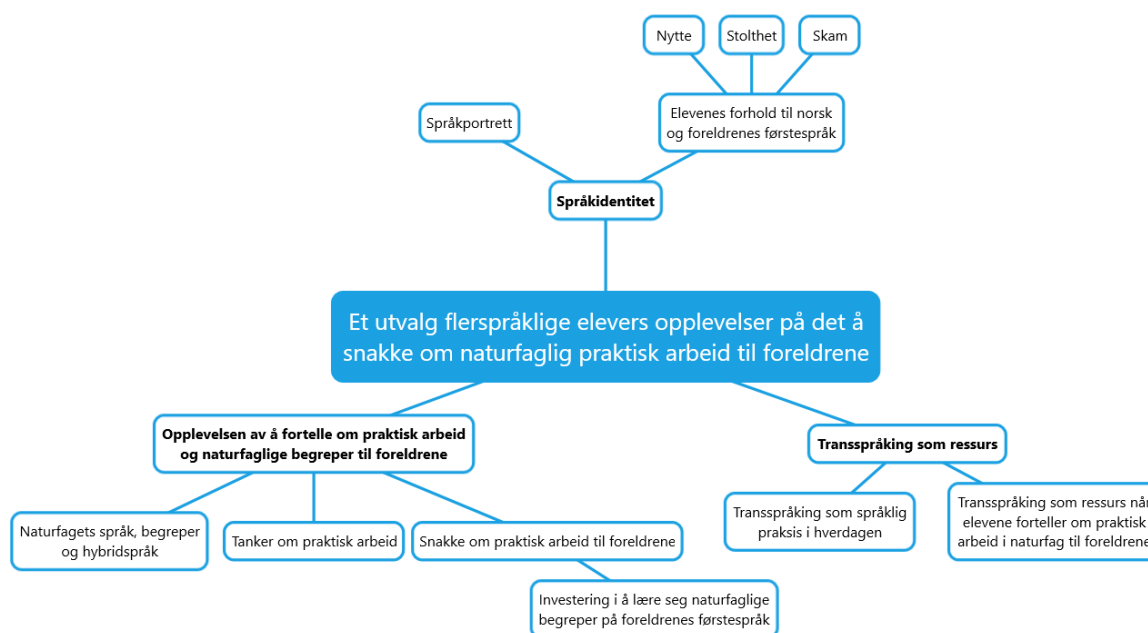 Nytte
Stolthet
Skam
Elevenes forhold til norsk
og foreldrenes førstespråk
Språkportrett
Språkidentitet
Et utvalg flerspråklige elevers opplevelser på det å
snakke om naturfaglig praktisk arbeid til foreldrene
Opplevelsen av å fortelle om praktisk arbeid
og naturfaglige begreper til foreldrene
Transspråking som ressurs
Naturfagets språk, begreper
og hybridspråk
Tanker om praktisk arbeid
Snakke om praktisk arbeid til foreldrene
Transspråking som språklig
praksis i hverdagen
Transspråking som ressurs når
elevene forteller om praktisk
arbeid i naturfag til foreldrene
Investering i å lære seg naturfaglige
begreper på foreldrenes førstespråk